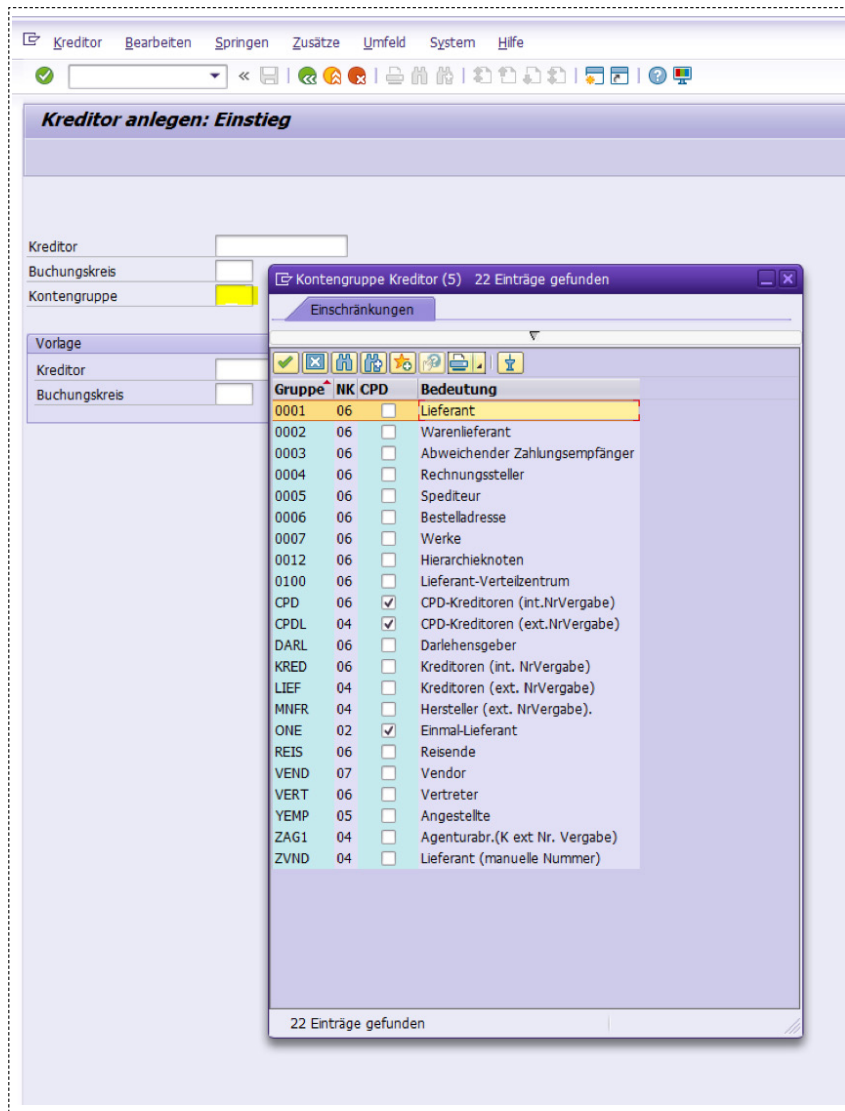 Kreditor Bearbeiten Springen Zusätze Umfeld System Hilfe
Kreditor anlegen: Einstieg
Kreditor
Buchungskreis
Kontengruppe
Vorlage
Kreditor
Buchungskreis
Kontengruppe Kreditor (5) 22 Einträge gefunden
Einschränkungen
Gruppe NK CPD Bedeutung
0001 06 Lieferant
0002 06 Warenlieferant
0003 06 Abweichender Zahlungsempfänger
0004 06 Rechnungssteller
0005 06 Spediteur
0006 06 Bestelladresse
0007 06 Werke
0012 06 Hierarchieknoten
0100 06 Lieferant-Verteilzentrum
CPD 06 CPD-Kreditoren (int.NrVergabe)
CPDL 04 CPD-Kreditoren (ext.NrVergabe)
DARL 06 Darlehensgeber
KRED 06 Kreditoren (int. NrVergabe)
LIEF 04 Kreditoren (ext. NrVergabe)
MNFR 04 Hersteller (ext. NrVergabe).
ONE 02 Einmal-Lieferant
REIS 06 Reisende
VEND 07 Vendor
VERT 06 Vertreter
YEMP 05 Angestellte
ZAG1 04 Agenturabr.(K ext Nr. Vergabe)
ZVND 04 Lieferant (manuelle Nummer)
22 Einträge gefunden